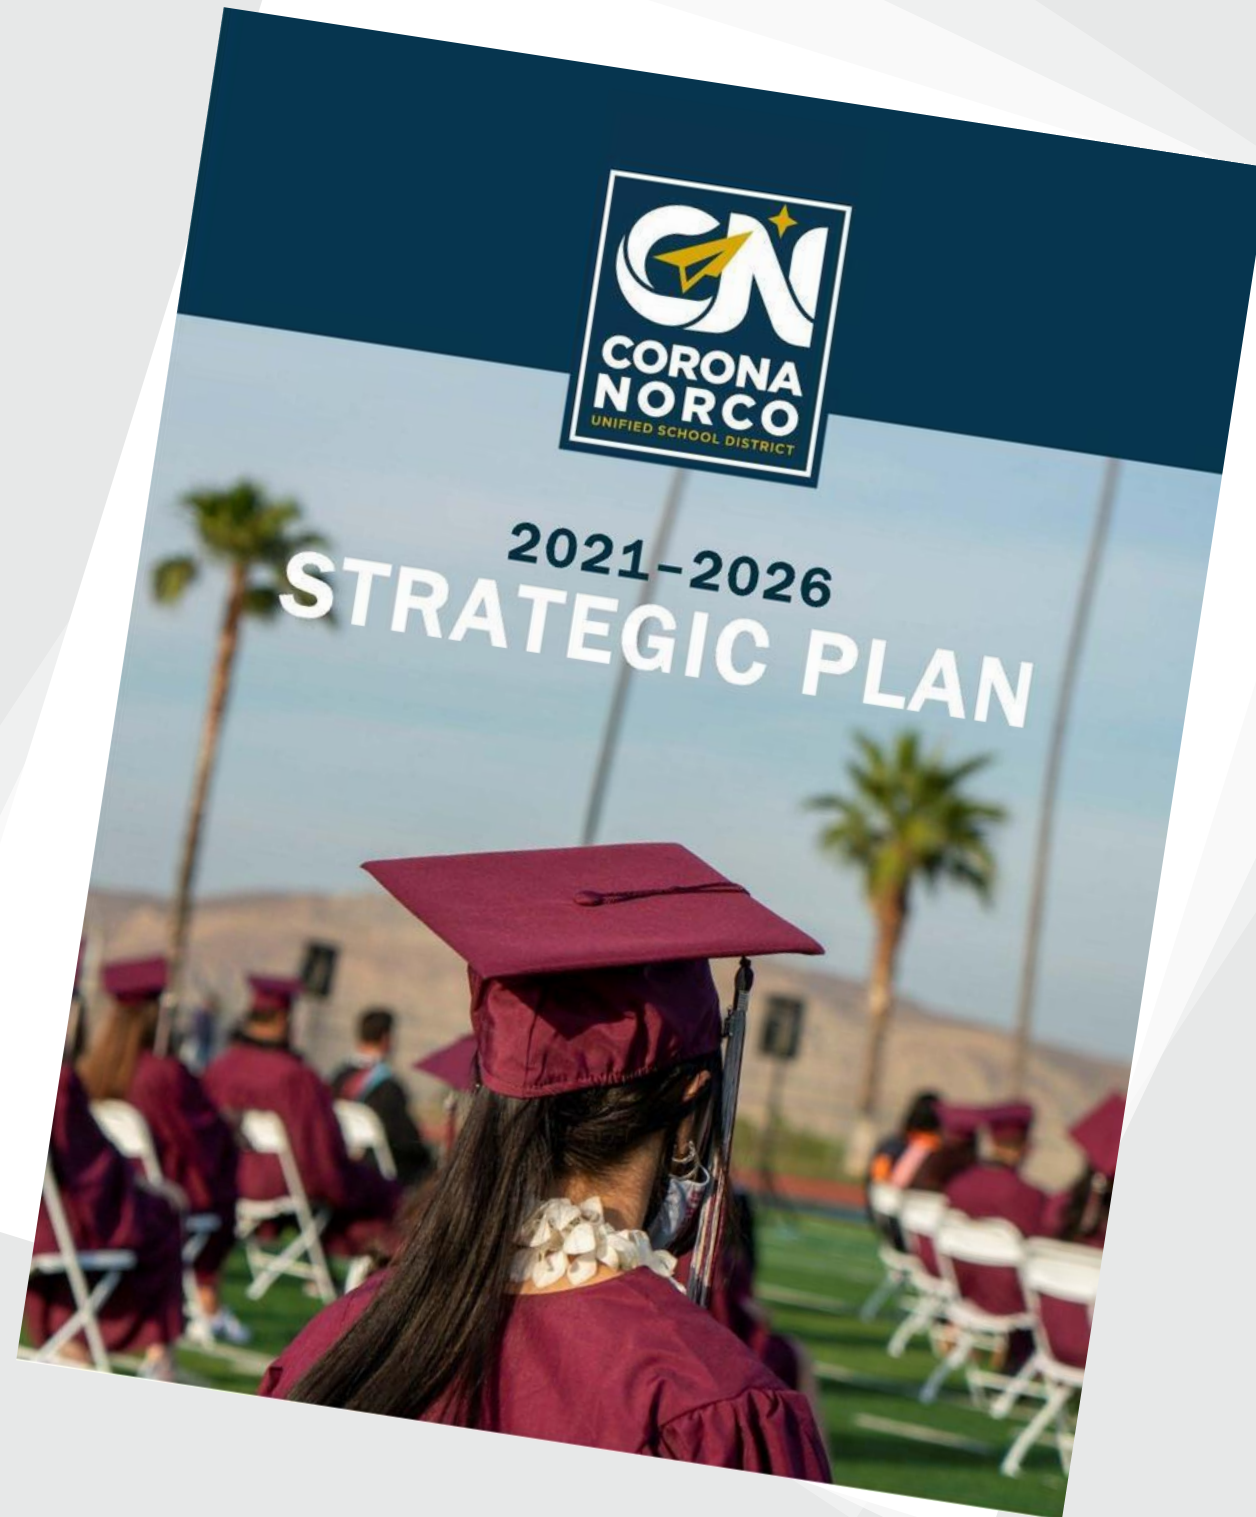 CN
CORONA
NORCO
UNIFIED SCHOOL DISTRICT
2021–2026
STRATEGIC PLAN